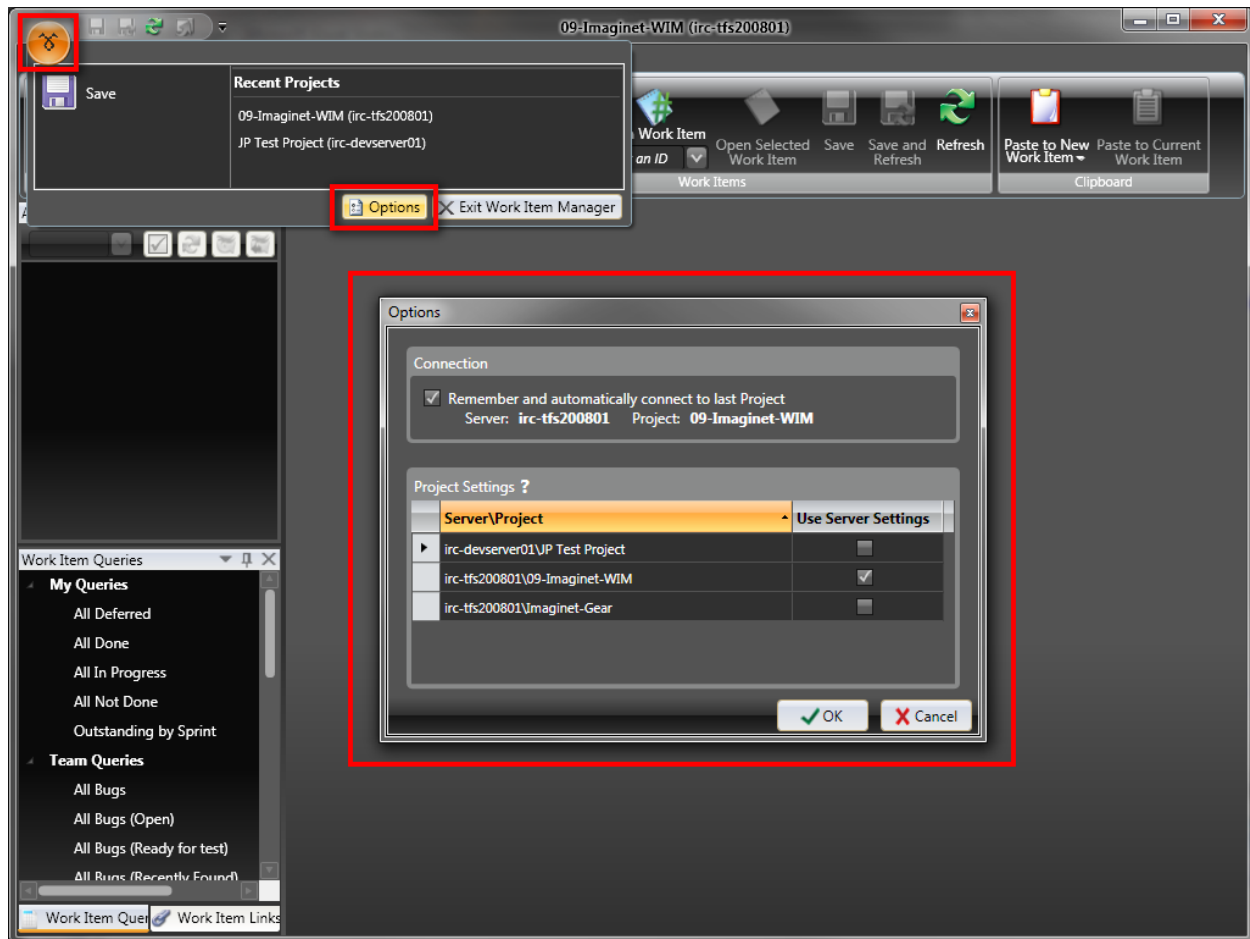 09-Imaginet-WIM (irc-tfs200801)
Save
Recent Projects
09-Imaginet-WIM (irc-tfs200801)
JP Test Project (irc-devserver01)
Options
Exit Work Item Manager
Work Item
an ID
Open Selected
Work Item
Save
Save and
Refresh
Refresh
Work Items
Paste to New
Work Item
Paste to Current
Work Item
Clipboard
Options
Connection
Remember and automatically connect to last Project
Server: irc-tfs200801 Project: 09-Imaginet-WIM
Project Settings ?
Server\Project Use Server Settings
irc-devserver01\JP Test Project
irc-tfs200801\09-Imaginet-WIM
irc-tfs200801\Imaginet-Gear
OK
Cancel
Work Item Queries
My Queries
All Deferred
All Done
All In Progress
All Not Done
Outstanding by Sprint
Team Queries
All Bugs
All Bugs (Open)
All Bugs (Ready for test)
All Bugs (Recently Found)
Work Item Quer
Work Item Links